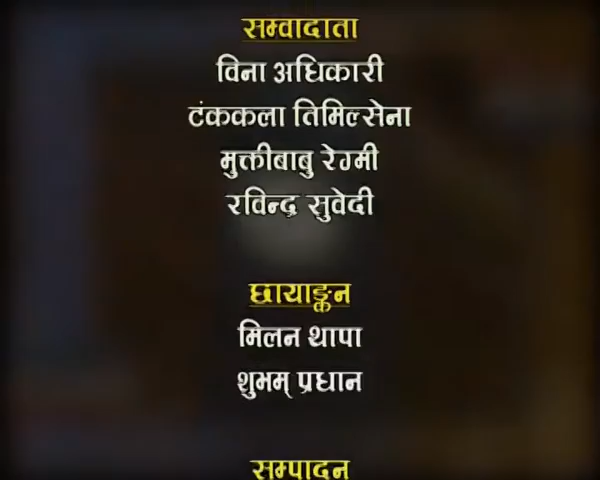 सम्वादाता
विना अधिकारी
टंककला तिमिल्सेना
मुक्तीबाबु रेग्मी
रविन्द्र सुवेदी
छायाङ्कन
मिलन थापा
शुभम् प्रधान
सम्पादन